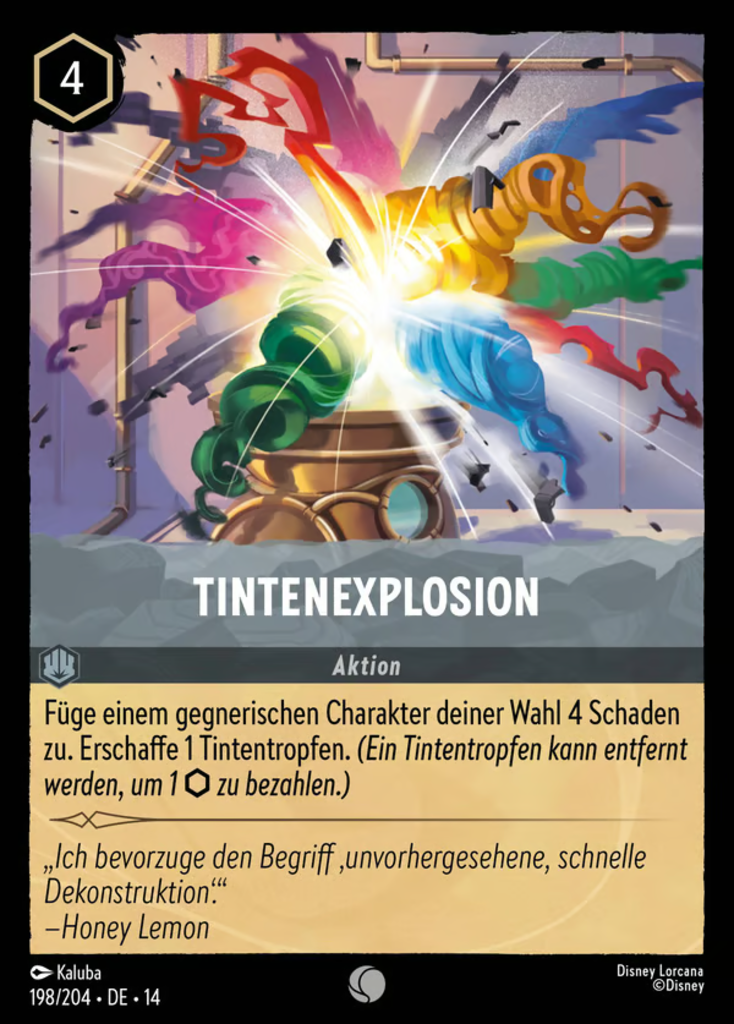 4
TINTENEXPLOSION
Aktion
Füge einem gegnerischen Charakter deiner Wahl 4 Schaden
zu. Erschaffe 1 Tintentropfen. (Ein Tintentropfen kann entfernt
werden, um 1 ⬡ zu bezahlen.)
„Ich bevorzuge den Begriff ‚unvorhergesehene, schnelle
Dekonstruktion‘.“
–Honey Lemon
Kaluba
Disney Lorcana
198/204 • DE • 14
©Disney